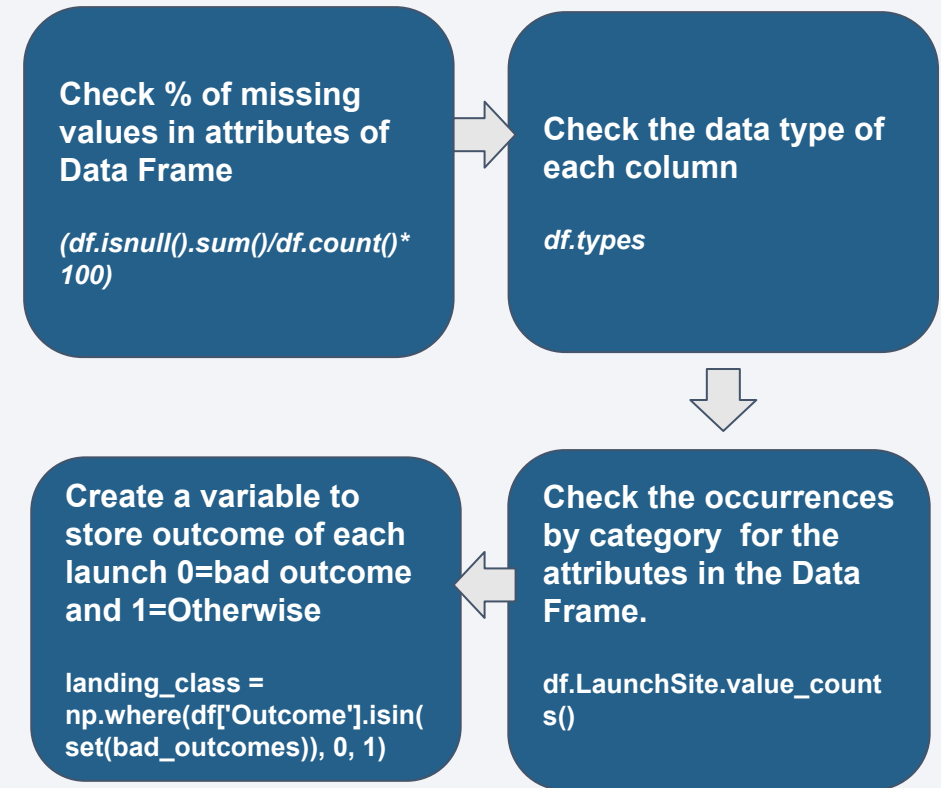 Check % of missing
values in attributes of
Data Frame
(df.isnull().sum()/df.count()*
100)
Check the data type of
each column
df.types
Check the occurrences
by category  for the
attributes in the Data
Frame.
df.LaunchSite.value_count
s()
Create a variable to
store outcome of each
launch 0=bad outcome
and 1=Otherwise
landing_class =
np.where(df['Outcome'].isin(
set(bad_outcomes)), 0, 1)